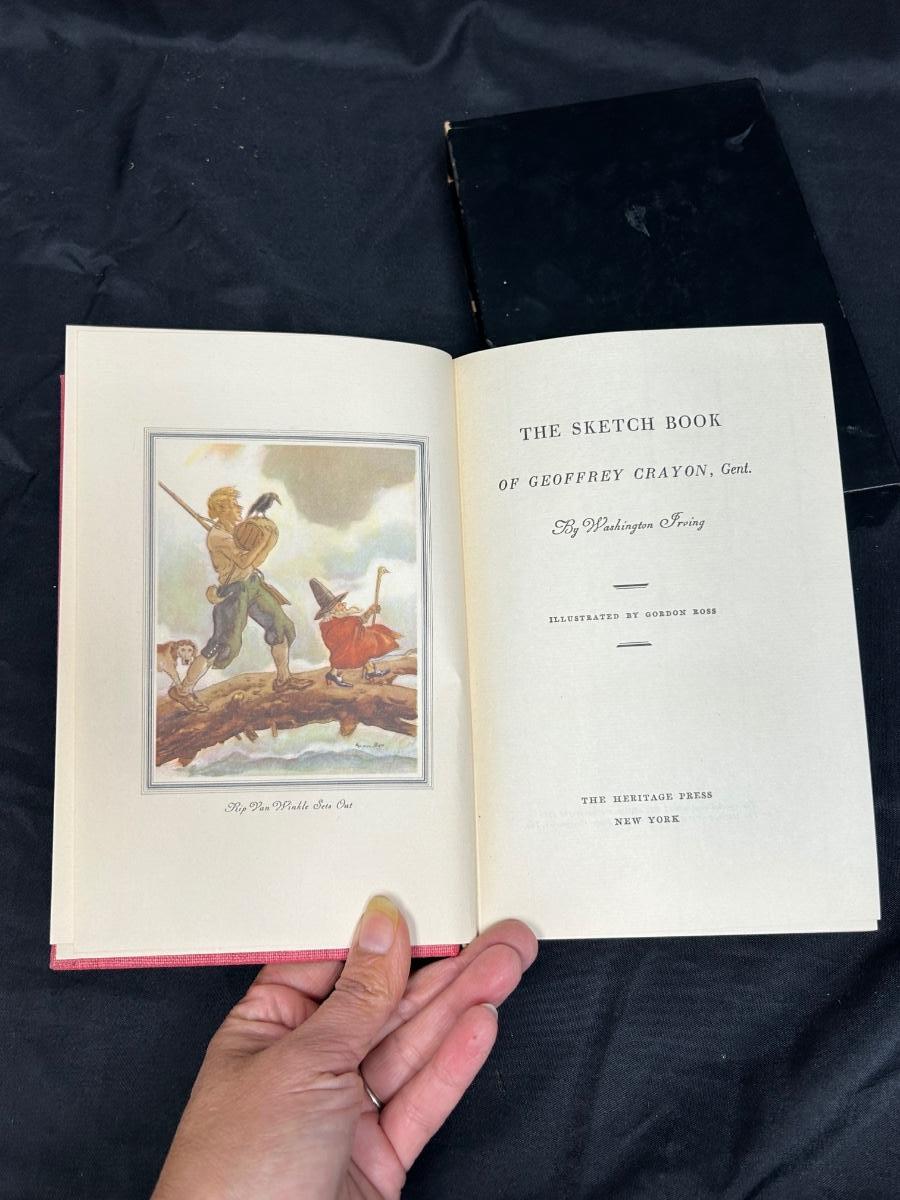 Rip Van Winkle Sets Out
THE SKETCH BOOK
OF GEOFFREY CRAYON, Gent.
By Washington Irving
ILLUSTRATED BY GORDON ROSS
THE HERITAGE PRESS
NEW YORK